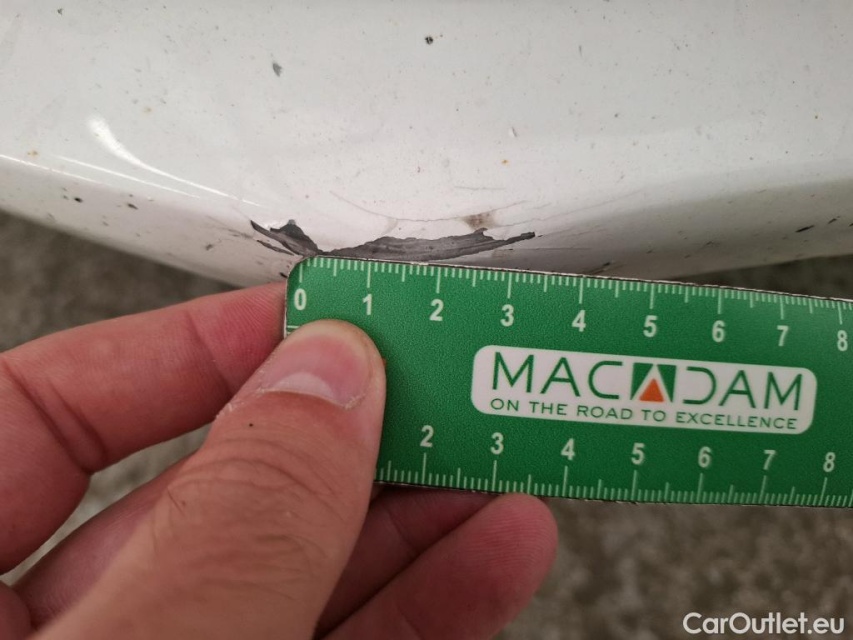 0 1 2 3 4 5 6 7 8
MACADAM
ON THE ROAD TO EXCELLENCE
2 3 4 5 6 7 8
CarOutlet.eu